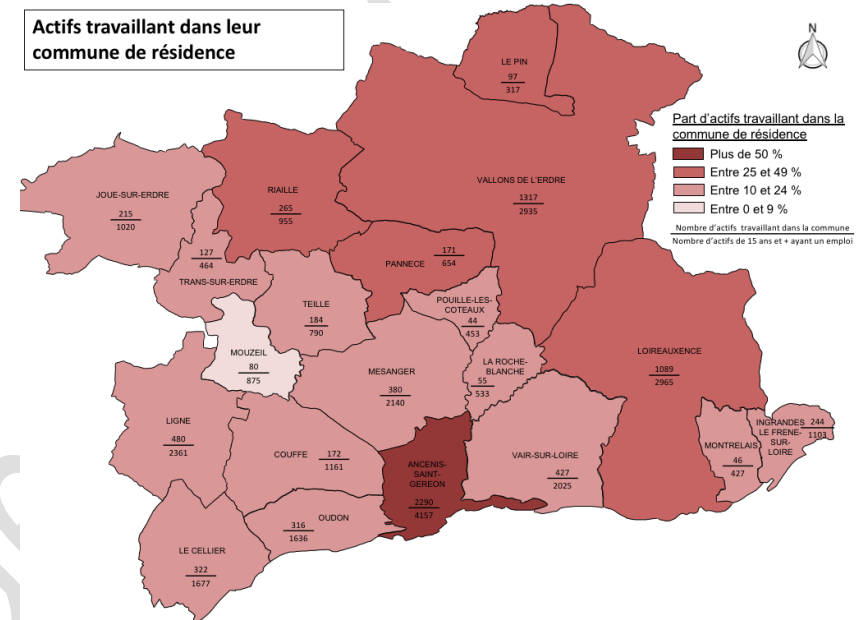 Actifs travaillant dans leur
commune de résidence
N
LE PIN
97
317
Part d'actifs travaillant dans la
commune de résidence
Plus de 50 %
Entre 25 et 49 %
Entre 10 et 24 %
Entre 0 et 9 %
Nombre d'actifs travaillant dans la commune
Nombre d'actifs de 15 ans et + ayant un emploi
VALLONS DE L'ERDRE
1317
2935
JOUE-SUR-ERDRE
215
1020
RIAILLE
265
955
127
464
TRANS-SUR-ERDRE
PANNECE
171
654
TEILLE
184
790
POUILLE-LES-
COTEAUX
44
453
MOUZEIL
80
875
MESANGER
380
2140
LA ROCHE-
BLANCHE
55
533
LOIREAUXENCE
1089
2965
LIGNE
480
2361
COUFFE
172
1161
ANCENIS-
SAINT-
GEREON
2290
4157
VAIR-SUR-LOIRE
427
2025
MONTRELAIS
46
427
INGRANDES
LE FRENE-
SUR-
LOIRE
244
1103
OUDON
316
1636
LE CELLIER
322
1677